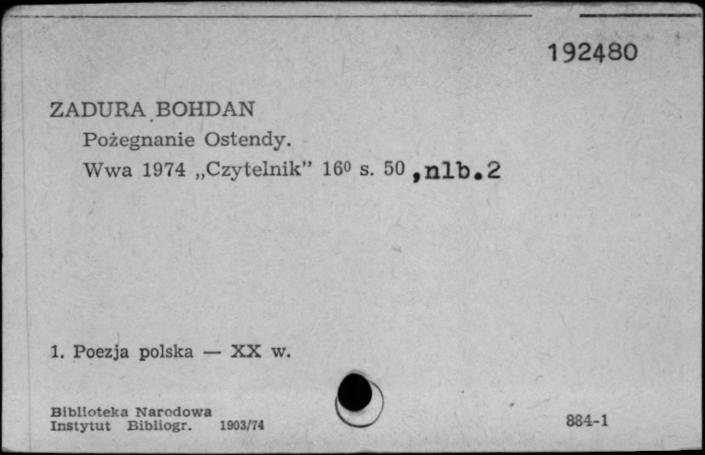 192480
ZADURA BOHDAN
Pożegnanie Ostendy.
Wwa 1974 „Czytelnik” 16⁰ s. 50 ,nlb.2
1. Poezja polska — XX w.
Biblioteka Narodowa
Instytut Bibliogr. 1903/74
884-1